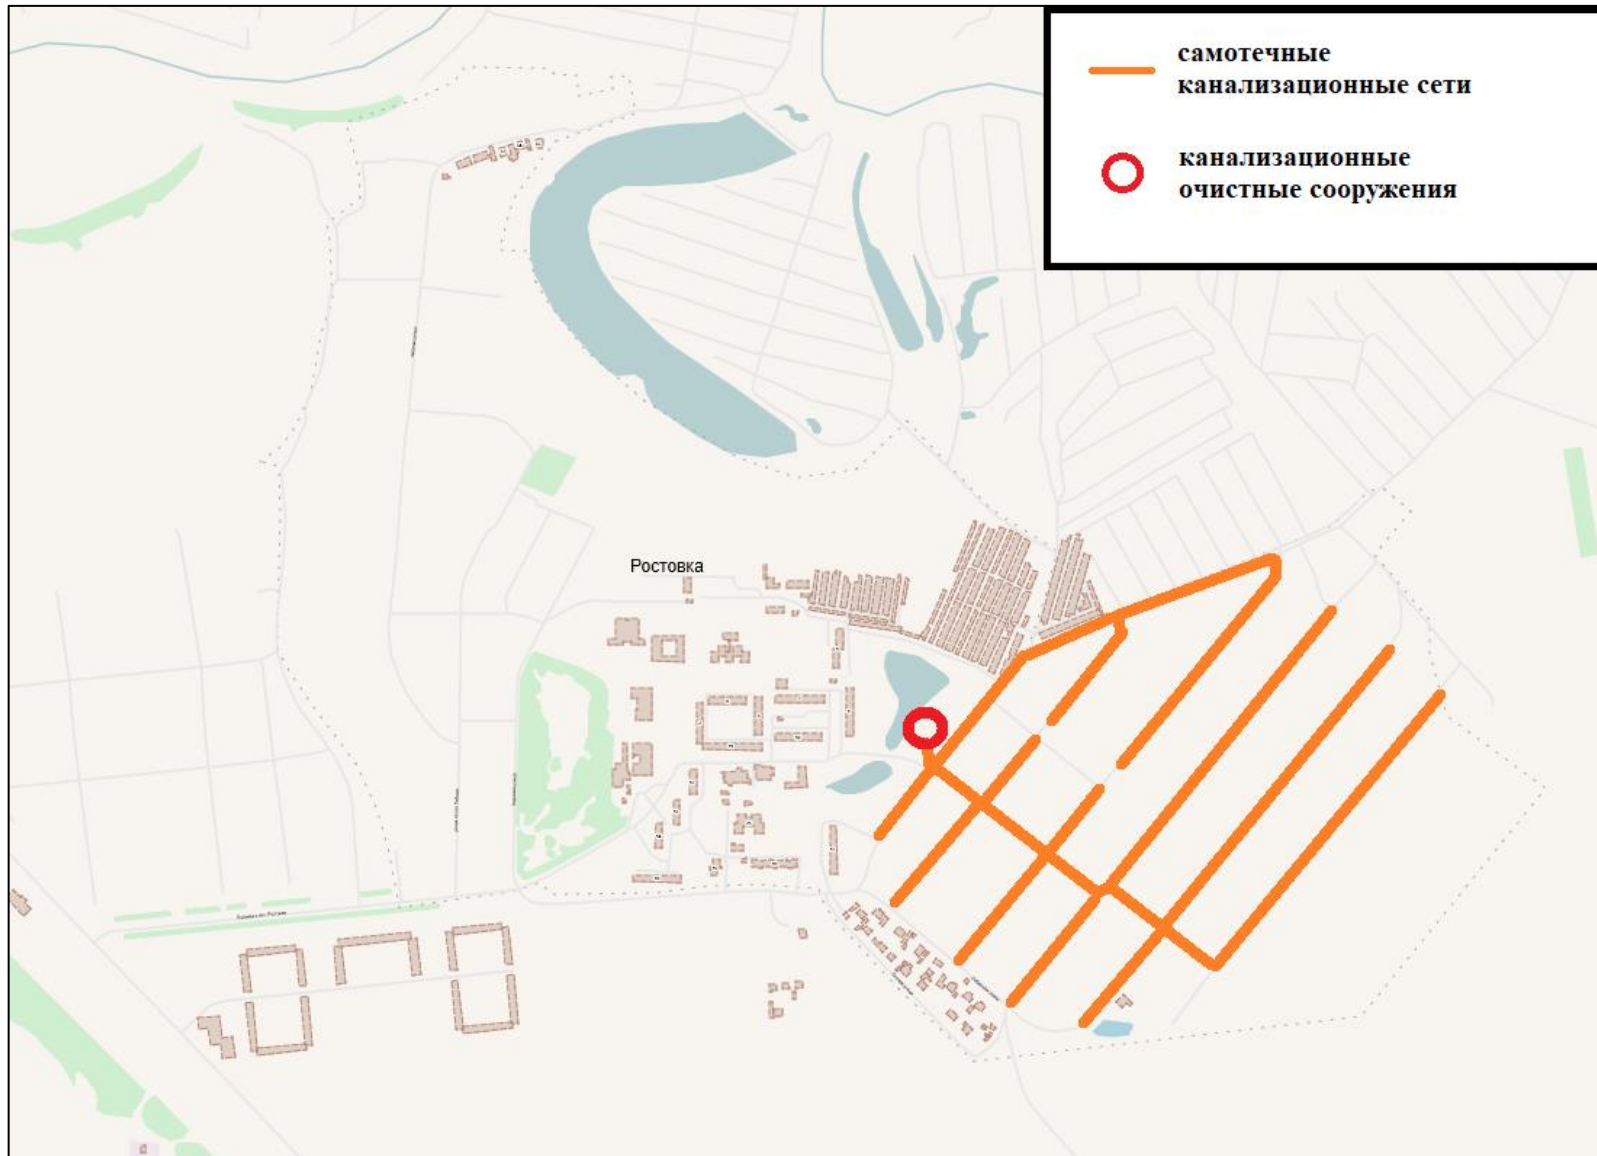 самотечные
канализационные сети
канализационные
очистные сооружения
Ростовка